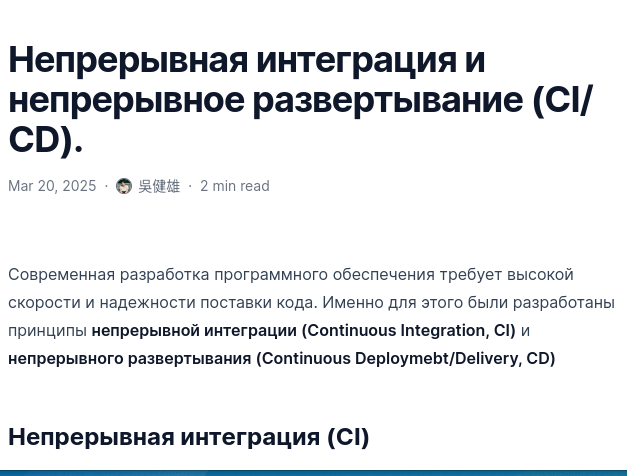 Непрерывная интеграция и
непрерывное развертывание (CI/
CD).
Mar 20, 2025 · 吳健雄 · 2 min read
Современная разработка программного обеспечения требует высокой
скорости и надежности поставки кода. Именно для этого были разработаны
принципы непрерывной интеграции (Continuous Integration, CI) и
непрерывного развертывания (Continuous Deploymebt/Delivery, CD)
Непрерывная интеграция (CI)